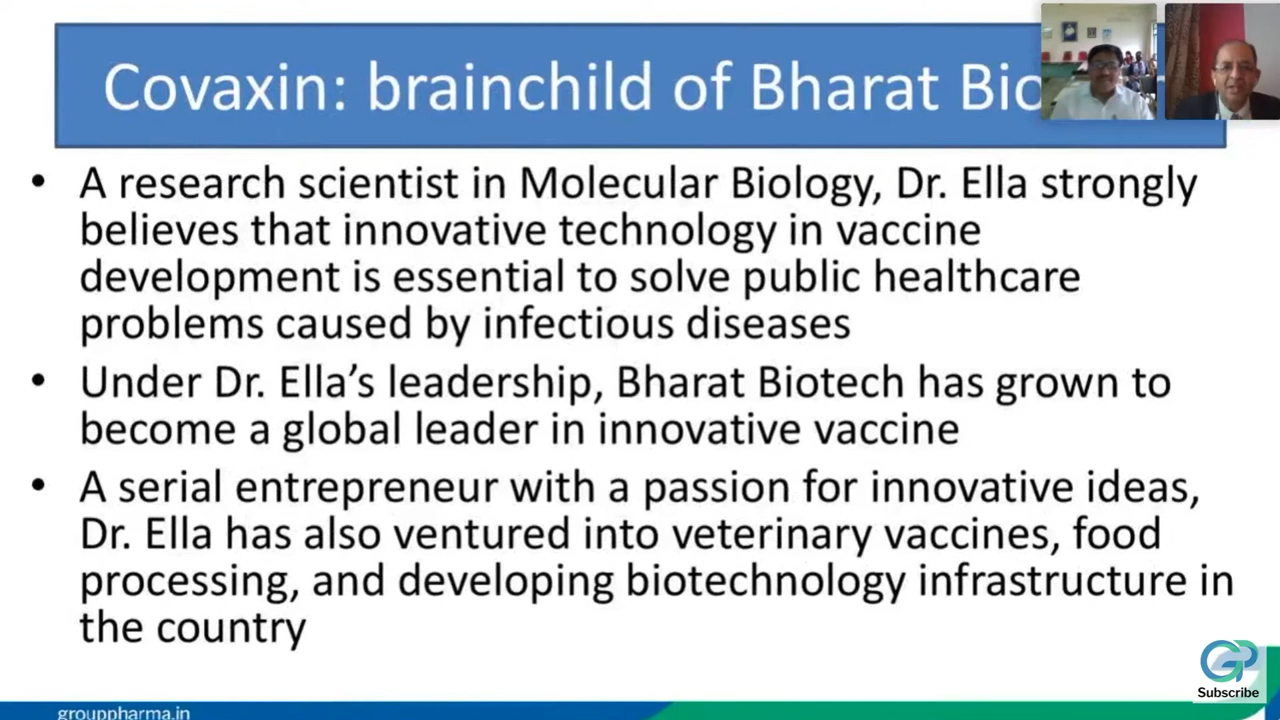 Covaxin: brainchild of Bharat
• A research scientist in Molecular Biology, Dr. Ella strongly
believes that innovative technology in vaccine
development is essential to solve public healthcare
problems caused by infectious diseases
• Under Dr. Ella’s leadership, Bharat Biotech has grown to
become a global leader in innovative vaccine
• A serial entrepreneur with a passion for innovative ideas,
Dr. Ella has also ventured into veterinary vaccines, food
processing, and developing biotechnology infrastructure in
the country
GP
Subscribe
grouppharma.in